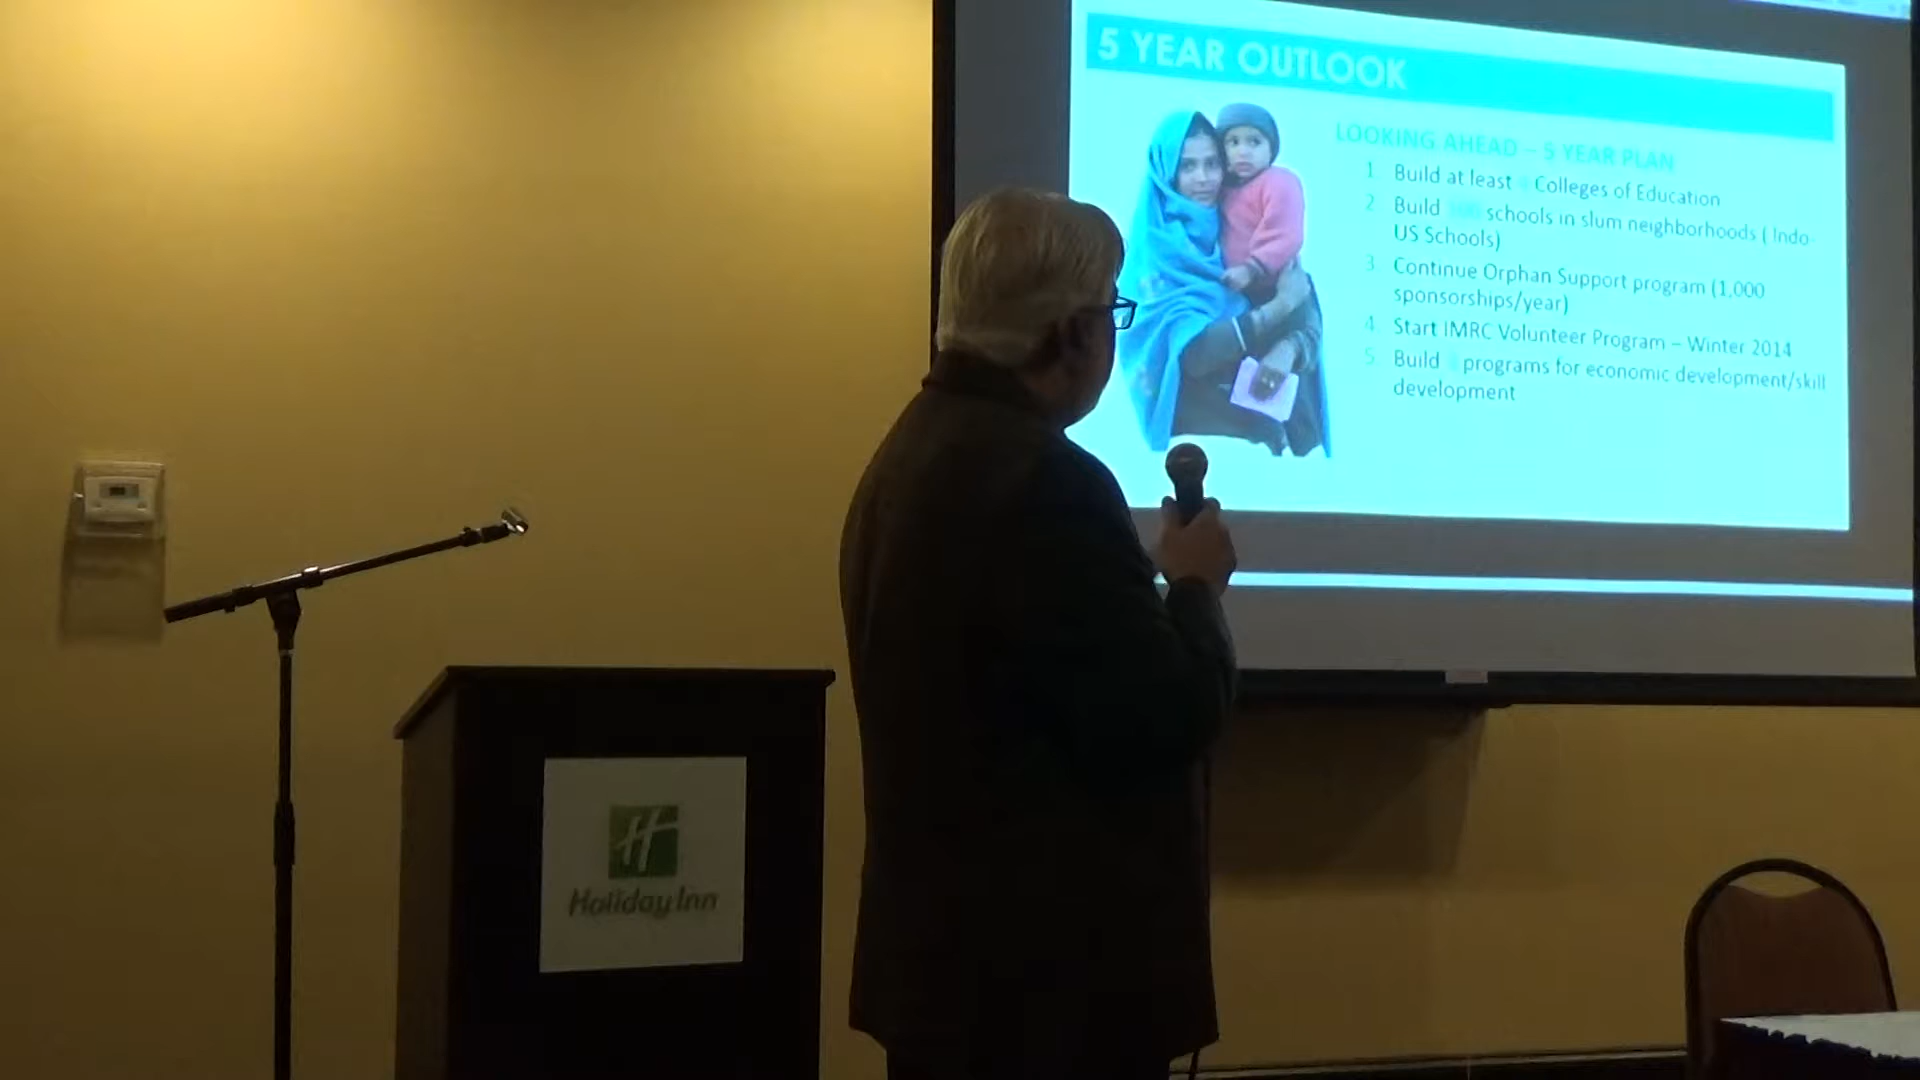 5 YEAR OUTLOOK
LOOKING AHEAD – 5 YEAR PLAN
1. Build at least Colleges of Education
2. Build schools in slum neighborhoods ( Indo-
US Schools)
3. Continue Orphan Support program (1,000
sponsorships/year)
4. Start IMRC Volunteer Program – Winter 2014
5. Build programs for economic development/skill
development
H
Holiday Inn